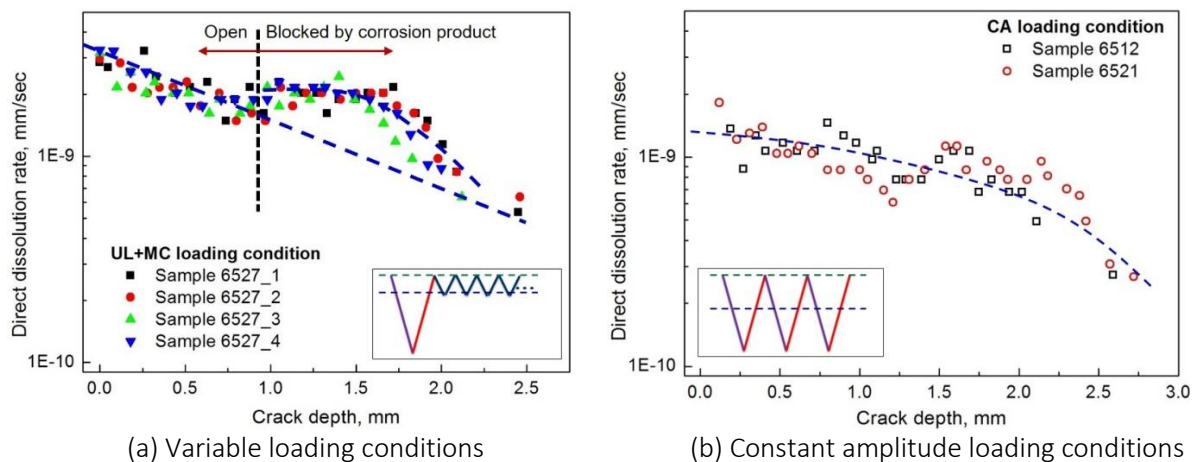 Open
Blocked by corrosion product
Direct dissolution rate, mm/sec
1E-9
1E-10
UL+MC loading condition
Sample 6527_1
Sample 6527_2
Sample 6527_3
Sample 6527_4
0.0 0.5 1.0 1.5 2.0 2.5
Crack depth, mm
(a) Variable loading conditions
CA loading condition
Sample 6512
Sample 6521
Direct dissolution rate, mm/sec
1E-9
1E-10
0.0 0.5 1.0 1.5 2.0 2.5 3.0
Crack depth, mm
(b) Constant amplitude loading conditions